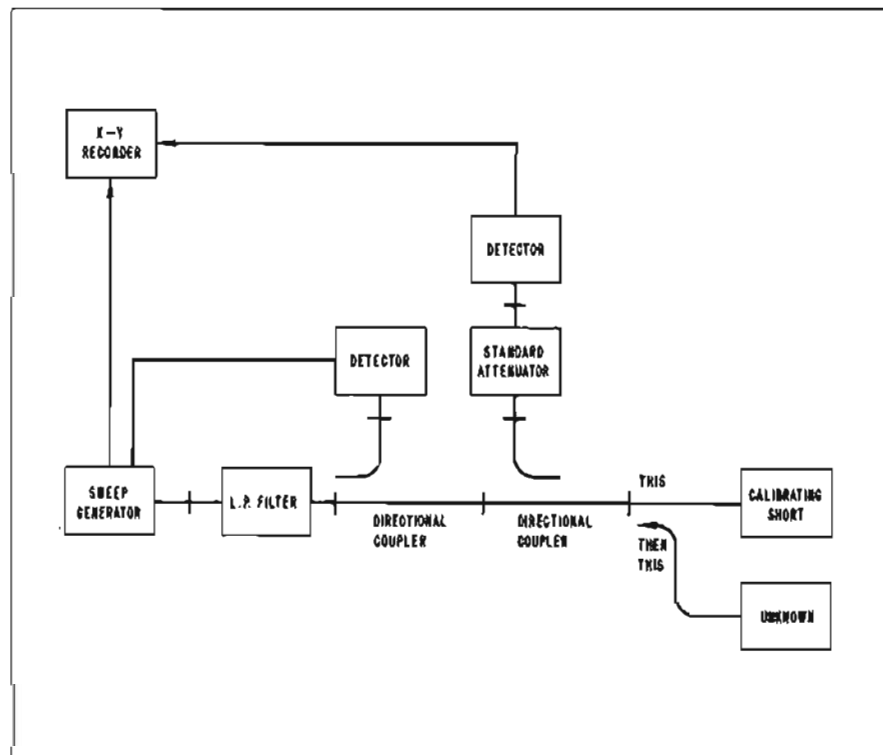 X-Y
RECORDER
DETECTOR
DETECTOR
STANDARD
ATTENUATOR
SWEEP
GENERATOR
L.P. FILTER
DIRECTIONAL
COUPLER
DIRECTIONAL
COUPLER
THIS
CALIBRATING
SHORT
THEN
THIS
UNKNOWN